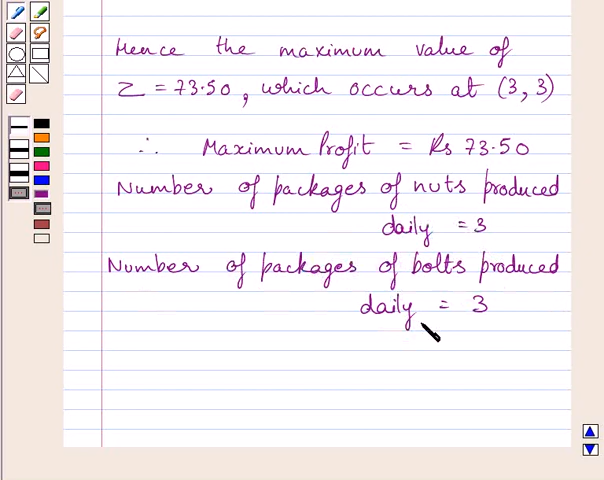 Hence the maximum value of
Z = 73.50, which occurs at (3, 3)
∴ Maximum Profit = Rs 73.50
Number of packages of nuts produced
daily = 3
Number of packages of bolts produced
daily = 3